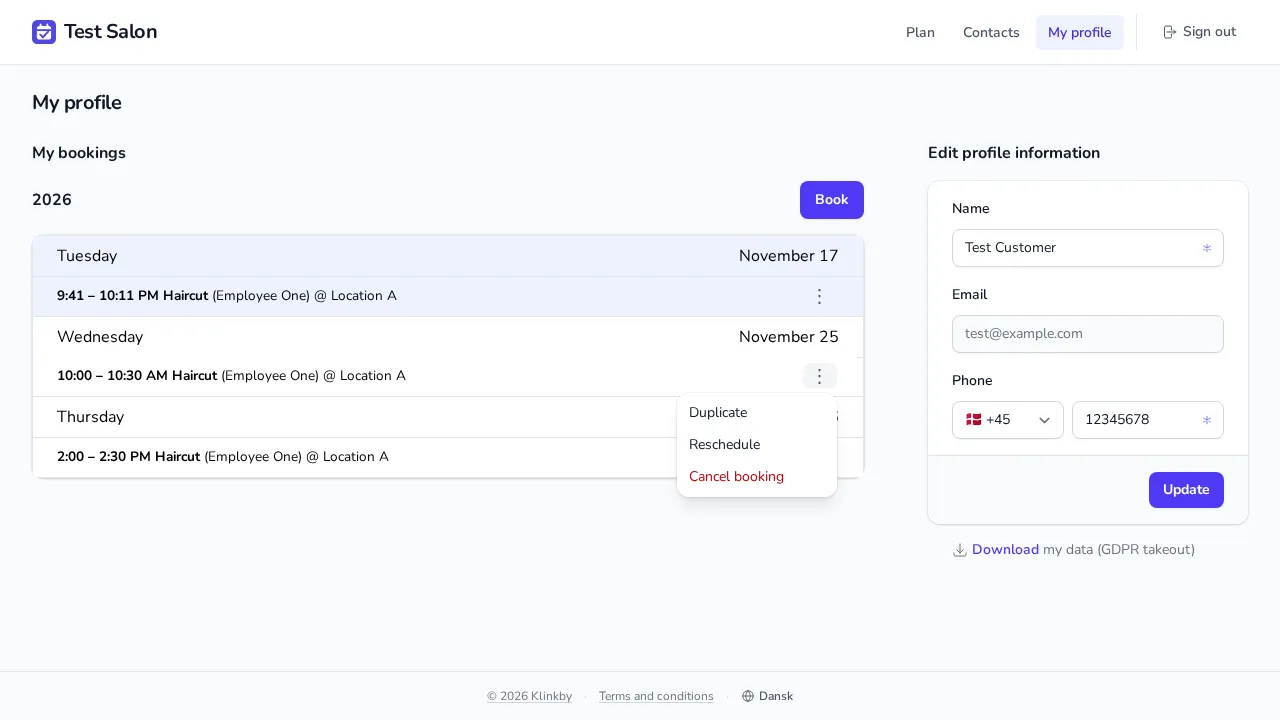 Test Salon
Plan
Contacts
My profile
Sign out
My profile
My bookings
2026
Book
Tuesday November 17
9:41 – 10:11 PM Haircut (Employee One) @ Location A
Wednesday November 25
10:00 – 10:30 AM Haircut (Employee One) @ Location A
Thursday
2:00 – 2:30 PM Haircut (Employee One) @ Location A
Duplicate
Reschedule
Cancel booking
Edit profile information
Name
Test Customer *
Email
test@example.com
Phone
+45
12345678 *
Update
Download my data (GDPR takeout)
© 2026 Klinkby · Terms and conditions · Dansk